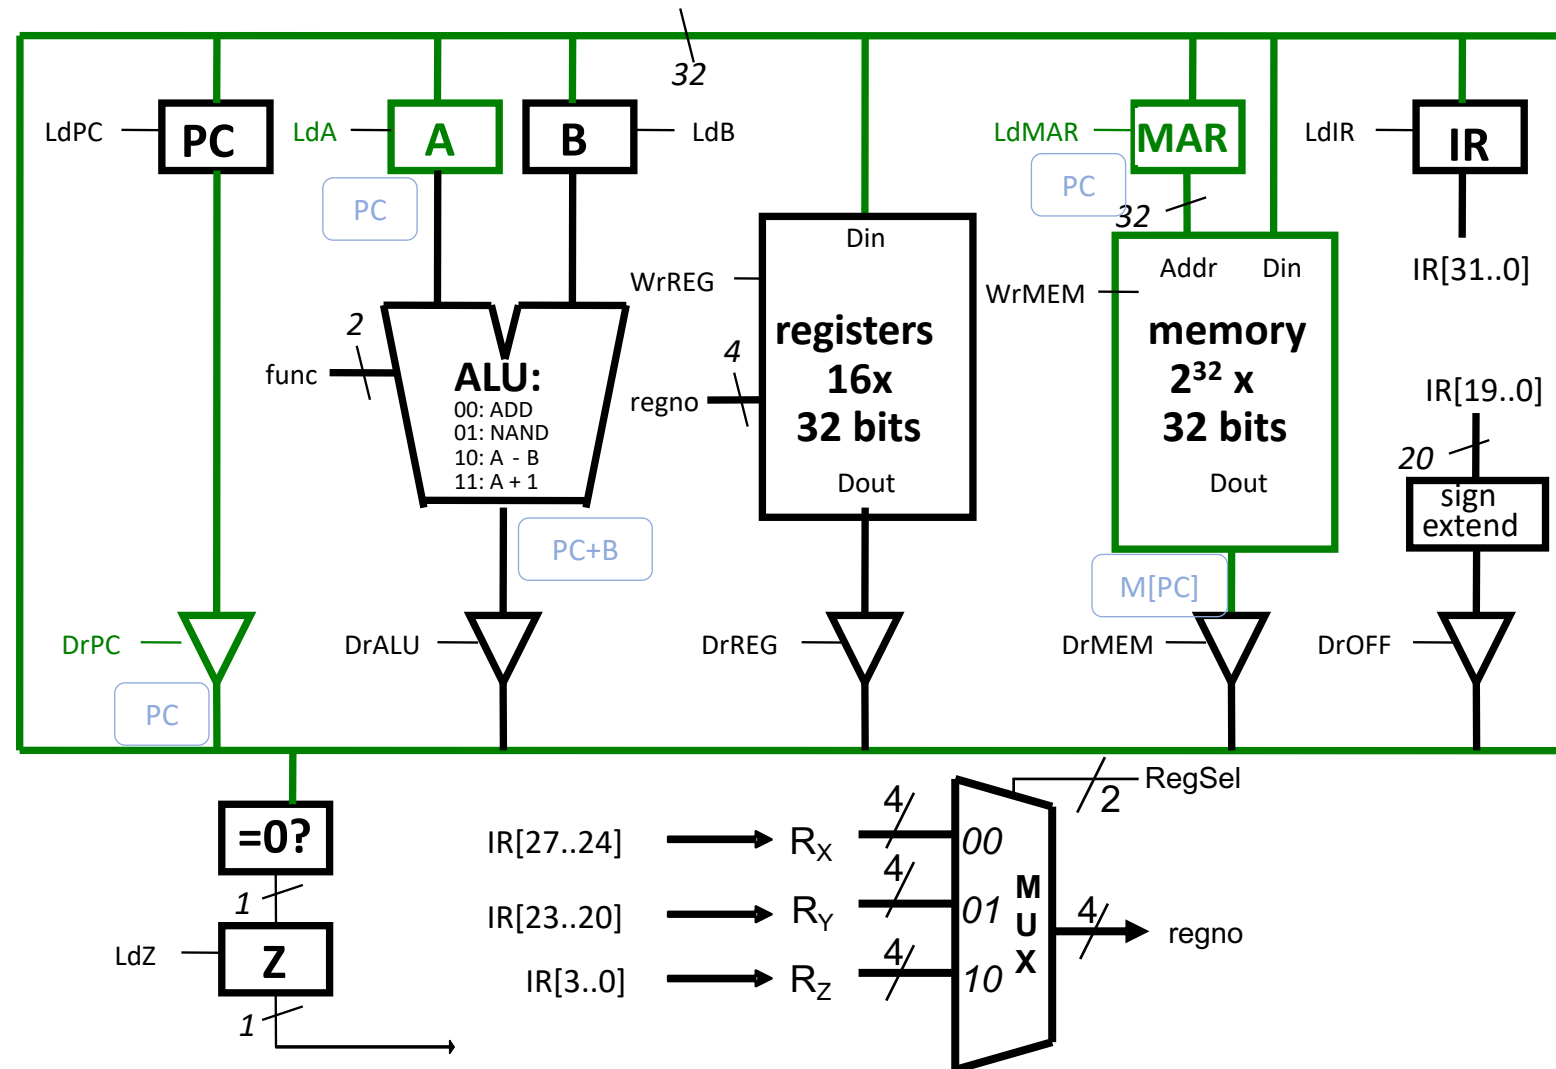 32
LdPC
PC
LdA
A
B
LdB
LdMAR
MAR
LdIR
IR
PC
PC
32
Din
Addr
Din
IR[31..0]
WrREG
WrMEM
2
func
ALU:
00: ADD
01: NAND
10: A - B
11: A + 1
4
regno
registers
16x
32 bits
memory
2³² x
32 bits
IR[19..0]
20
Dout
Dout
sign
extend
PC+B
M[PC]
DrPC
DrALU
DrREG
DrMEM
DrOFF
PC
RegSel
2
=0?
1
LdZ
Z
1
IR[27..24]
R_X
4
00
IR[23..20]
R_Y
4
01
IR[3..0]
R_Z
4
10
M
U
X
4
regno